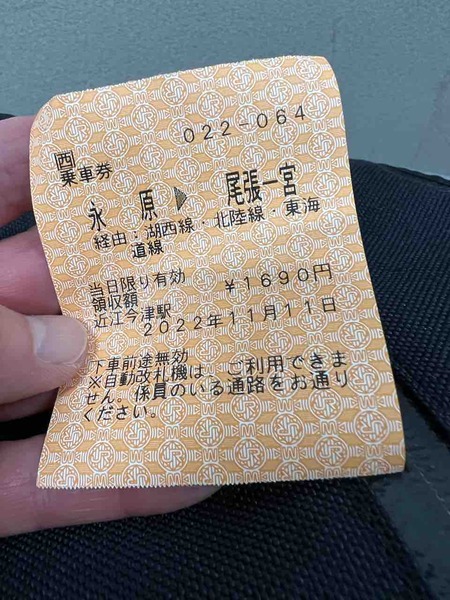 022-064
西
乗車券
永原▶尾張一宮
経由：湖西線・北陸線・東海
道線
当日限り有効 ￥1690円
領収額
近江今津駅
2022年11月11日
下車前途無効
※自動改札機は、ご利用できま
せん。係員のいる通路をお通り
ください。